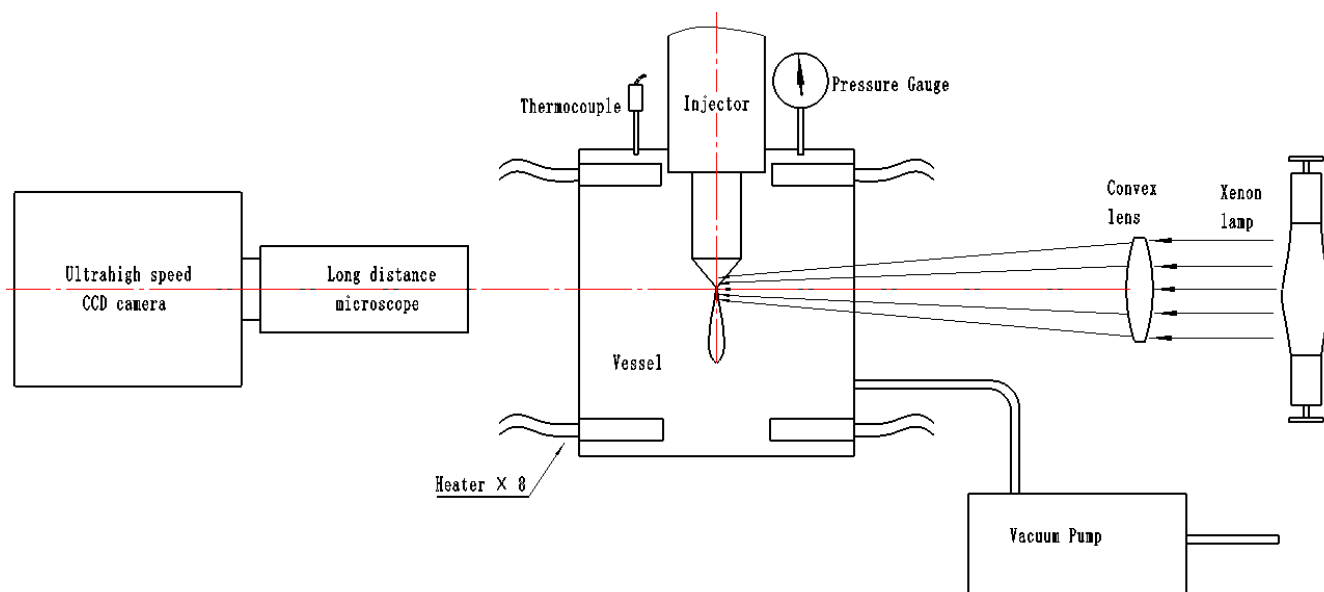 Thermocouple
Injector
Pressure Gauge
Convex
lens
Xenon
lamp
Ultrahigh speed
CCD camera
Long distance
microscope
Vessel
Heater × 8
Vacuum Pump